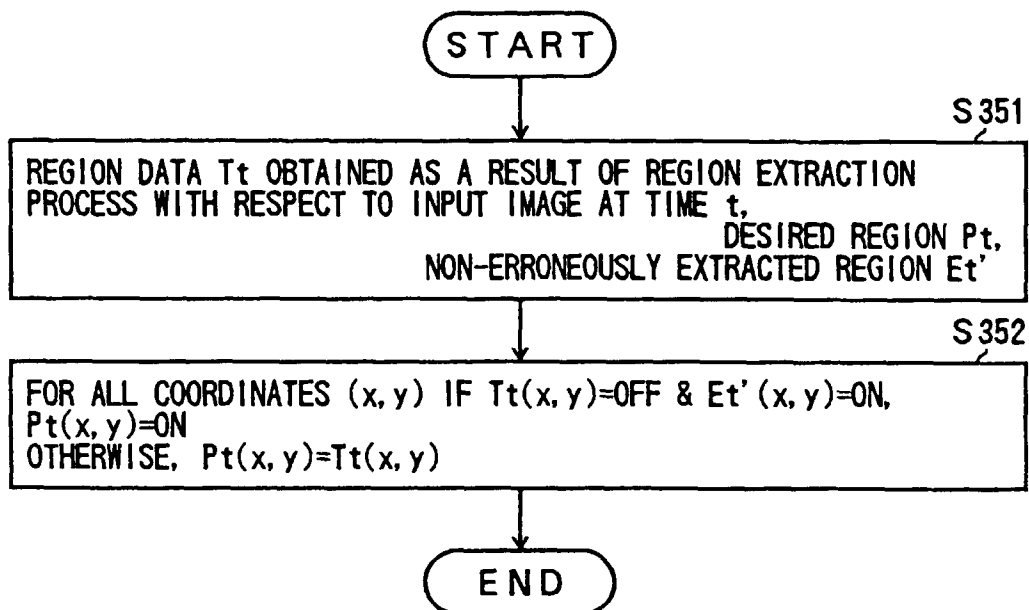 START
S351
REGION DATA Tt OBTAINED AS A RESULT OF REGION EXTRACTION
PROCESS WITH RESPECT TO INPUT IMAGE AT TIME t,
DESIRED REGION Pt,
NON-ERRONEOUSLY EXTRACTED REGION Et'
S352
FOR ALL COORDINATES (x, y) IF Tt(x, y)=OFF & Et'(x, y)=ON,
Pt(x, y)=ON
OTHERWISE, Pt(x, y)=Tt(x, y)
END